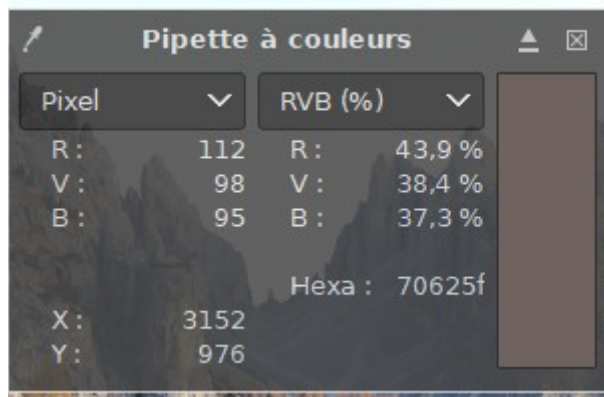 Pipette à couleurs
Pixel RVB (%)
R : 112 R : 43,9 %
V : 98 V : 38,4 %
B : 95 B : 37,3 %
Hexa : 70625f
X : 3152
Y : 976